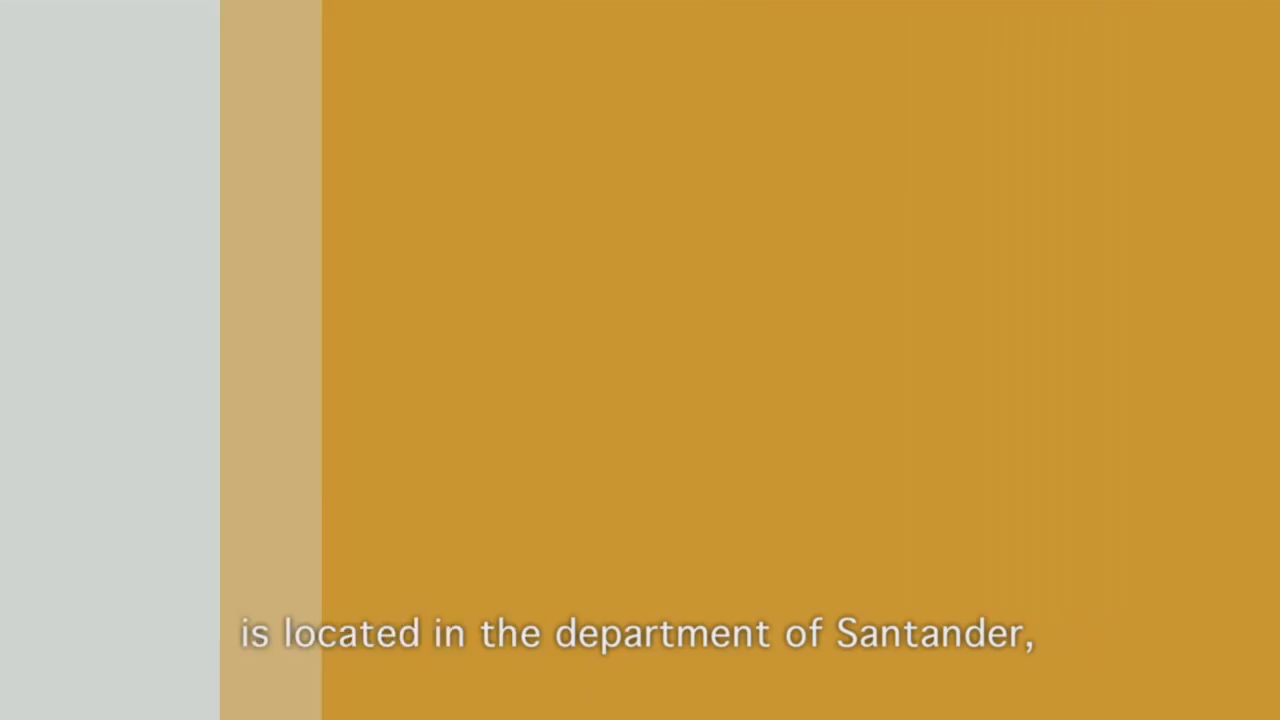 is located in the department of Santander,